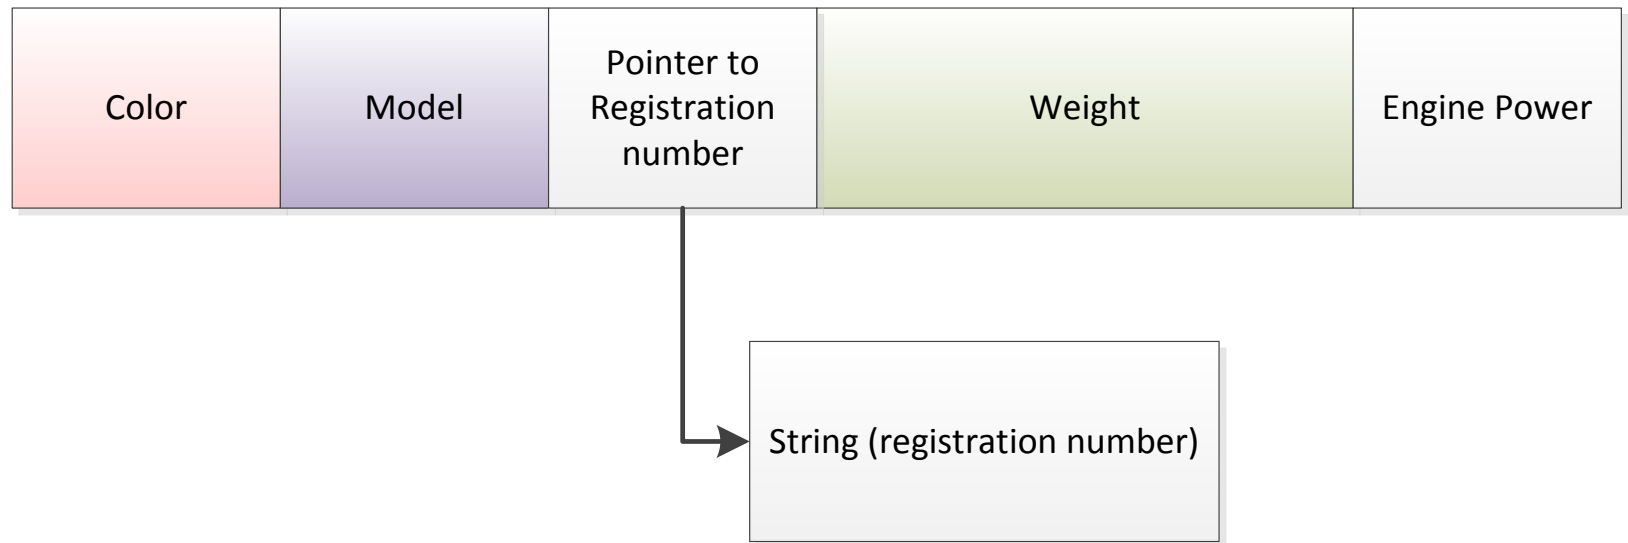 Color
Model
Pointer to
Registration
number
Weight
Engine Power
String (registration number)